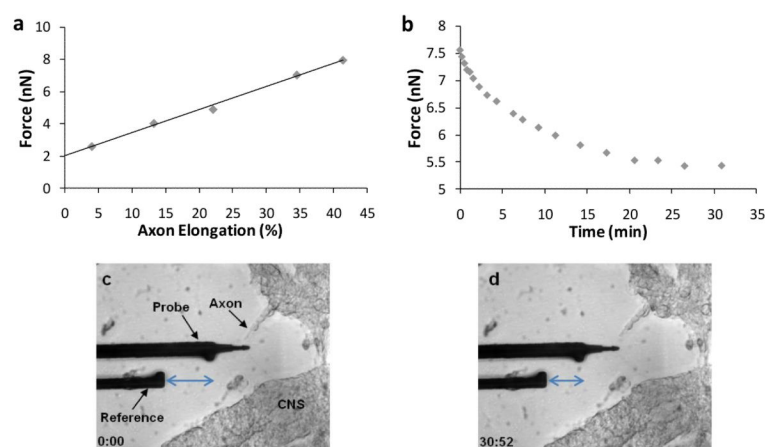 a
10
8
6
4
2
0
Force (nN)
0 5 10 15 20 25 30 35 40 45
Axon Elongation (%)
b
8
7.5
7
6.5
6
5.5
5
Force (nN)
0 5 10 15 20 25 30 35
Time (min)
c
Probe
Axon
Reference
CNS
0:00
d
30:52